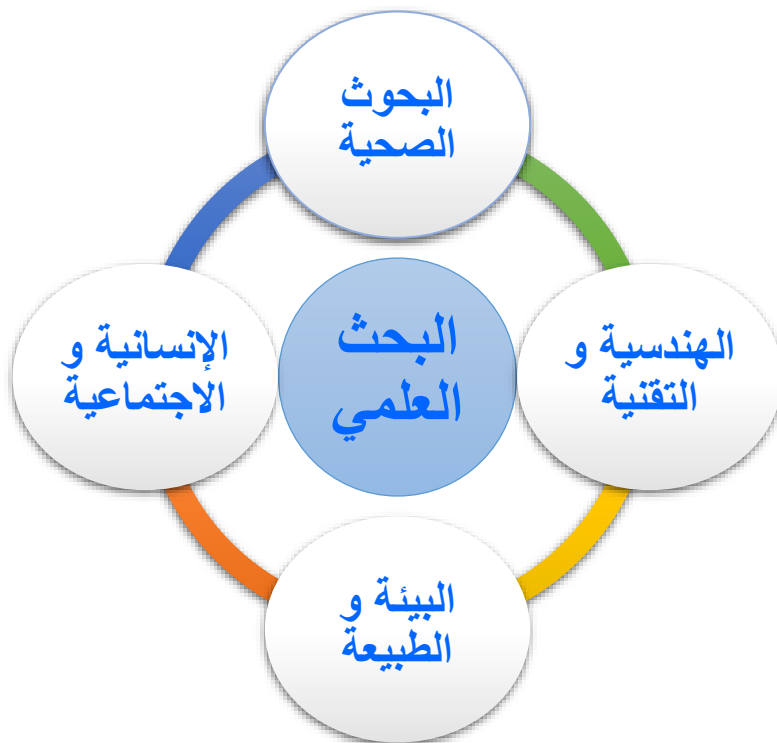 البحوث
الصحية
الهندسية و
التقنية
البحث
العلمي
الإنسانية و
الاجتماعية
البيئة و
الطبيعة